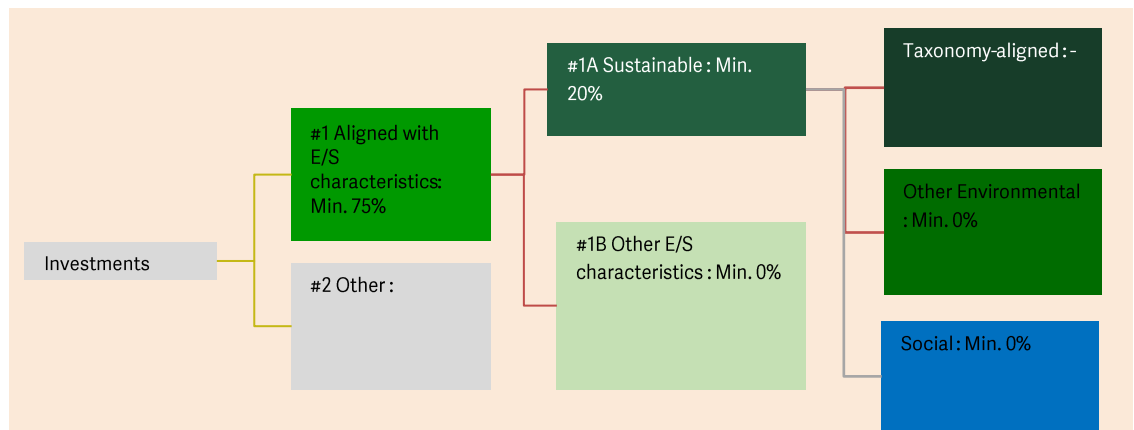 Investments
#1 Aligned with
E/S
characteristics:
Min. 75%
#2 Other :
#1A Sustainable : Min.
20%
#1B Other E/S
characteristics : Min. 0%
Taxonomy-aligned : -
Other Environmental
: Min. 0%
Social : Min. 0%